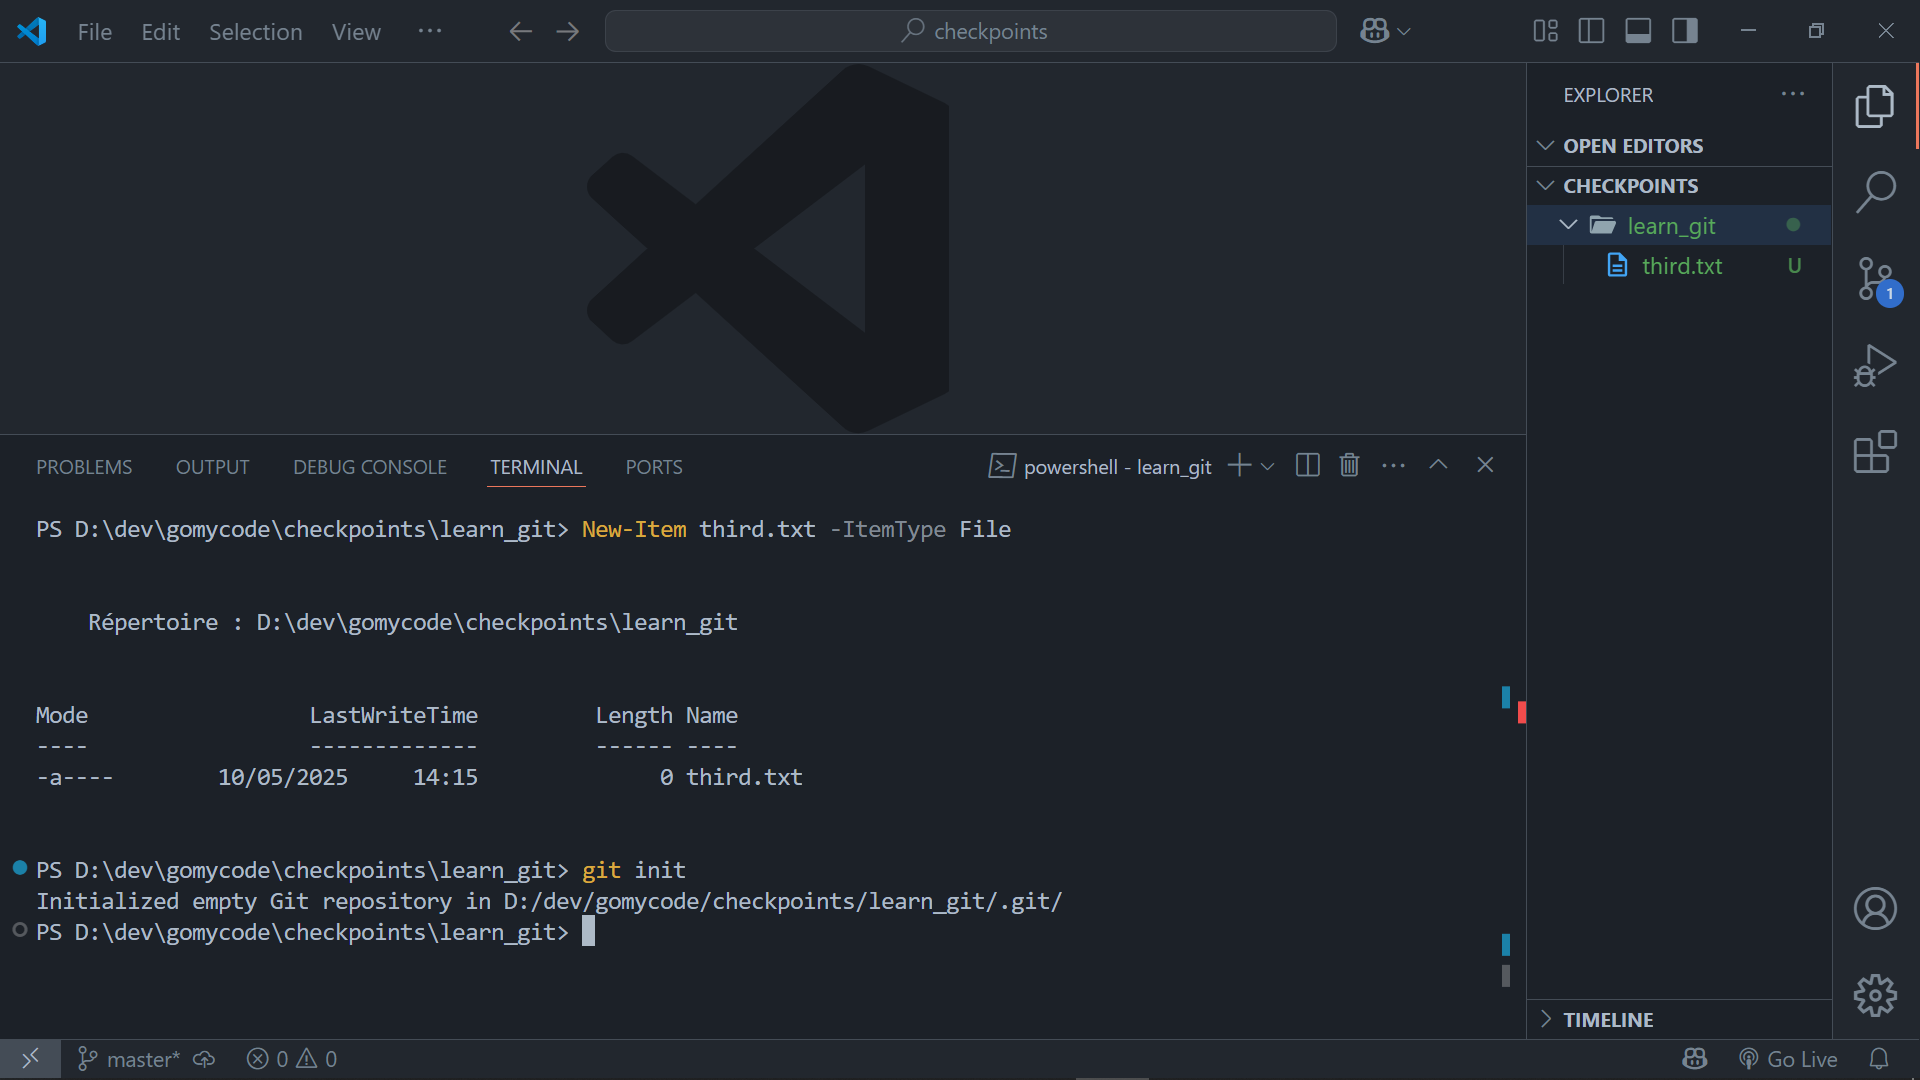 File Edit Selection View ··· checkpoints
EXPLORER ···
OPEN EDITORS
CHECKPOINTS
learn_git
third.txt U
1
PROBLEMS OUTPUT DEBUG CONSOLE TERMINAL PORTS powershell - learn_git ···
PS D:\dev\gomycode\checkpoints\learn_git> New-Item third.txt -ItemType File
Répertoire : D:\dev\gomycode\checkpoints\learn_git
Mode LastWriteTime Length Name
---- ------------- ------ ----
-a---- 10/05/2025 14:15 0 third.txt
PS D:\dev\gomycode\checkpoints\learn_git> git init
Initialized empty Git repository in D:/dev/gomycode/checkpoints/learn_git/.git/
PS D:\dev\gomycode\checkpoints\learn_git>
TIMELINE
master* 0 0 Go Live